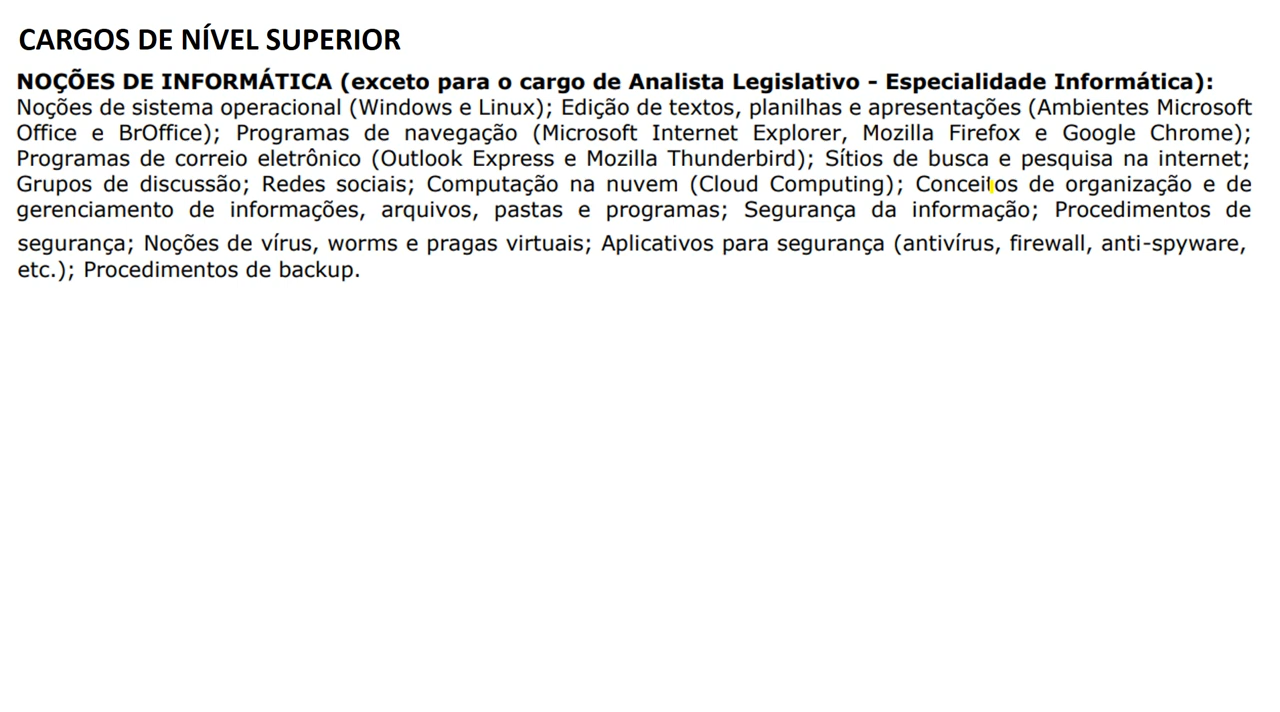 CARGOS DE NÍVEL SUPERIOR
NOÇÕES DE INFORMÁTICA (exceto para o cargo de Analista Legislativo - Especialidade Informática):
Noções de sistema operacional (Windows e Linux); Edição de textos, planilhas e apresentações (Ambientes Microsoft
Office e BrOffice); Programas de navegação (Microsoft Internet Explorer, Mozilla Firefox e Google Chrome);
Programas de correio eletrônico (Outlook Express e Mozilla Thunderbird); Sítios de busca e pesquisa na internet;
Grupos de discussão; Redes sociais; Computação na nuvem (Cloud Computing); Conceitos de organização e de
gerenciamento de informações, arquivos, pastas e programas; Segurança da informação; Procedimentos de
segurança; Noções de vírus, worms e pragas virtuais; Aplicativos para segurança (antivírus, firewall, anti-spyware,
etc.); Procedimentos de backup.